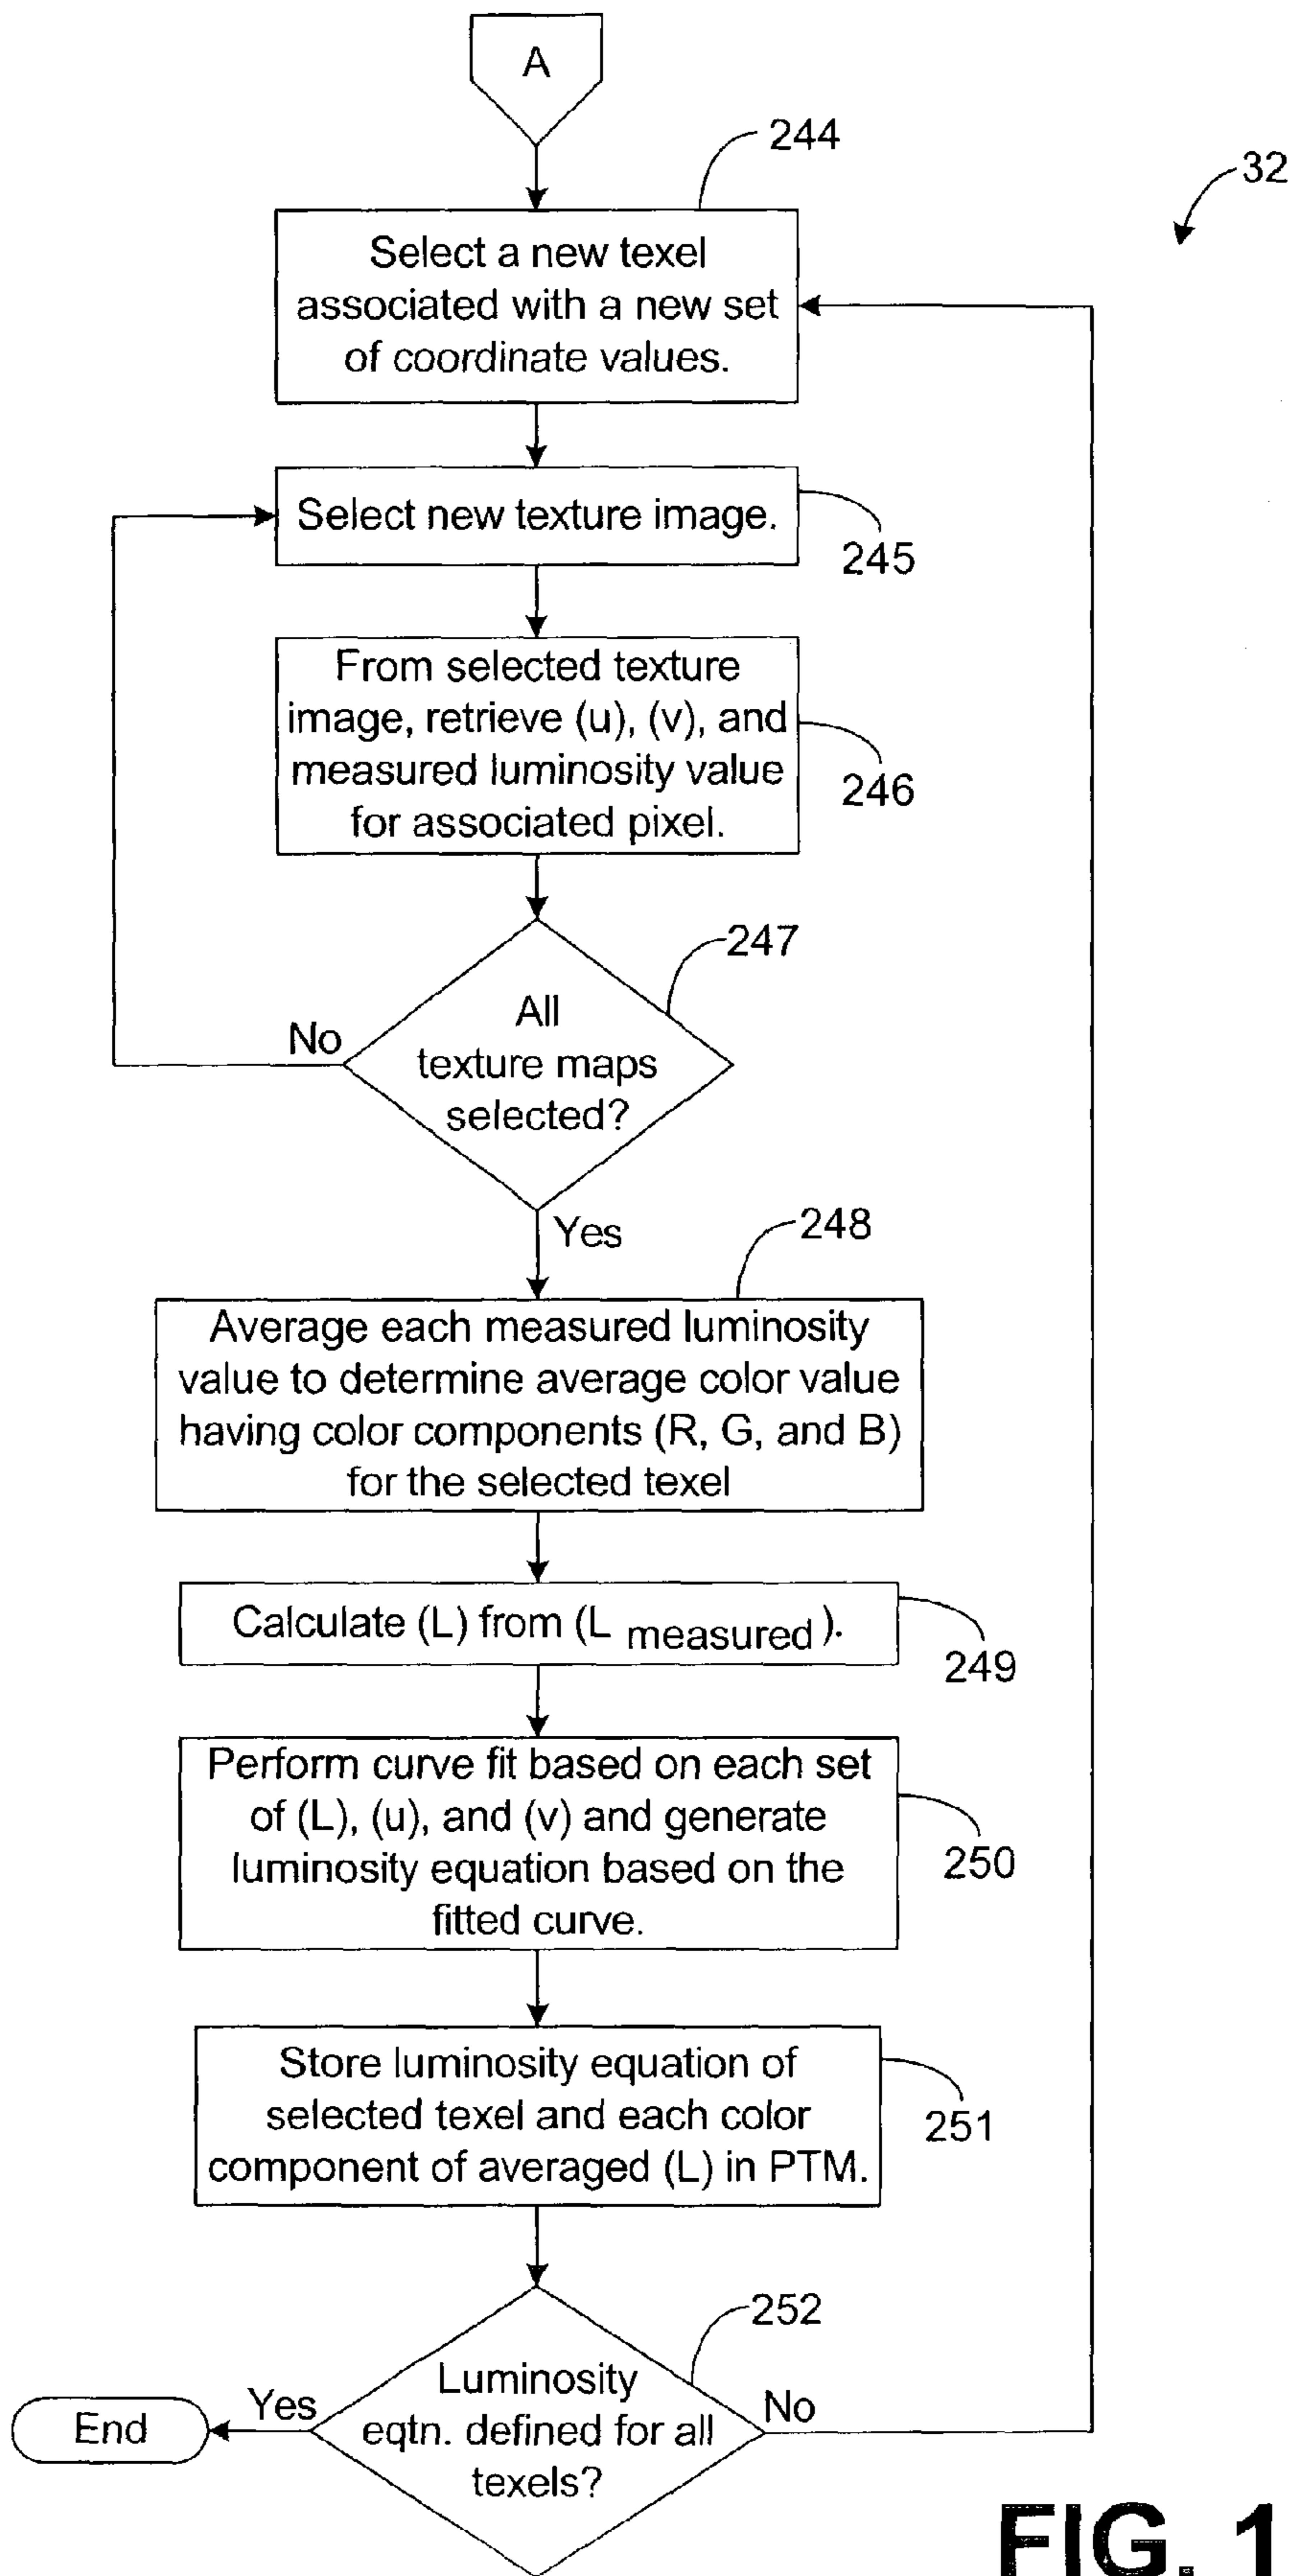 A
244
32
Select a new texel
associated with a new set
of coordinate values.
Select new texture image.
245
From selected texture
image, retrieve (u), (v), and
measured luminosity value
for associated pixel.
246
247
All
texture maps
selected?
No
Yes
248
Average each measured luminosity
value to determine average color value
having color components (R, G, and B)
for the selected texel
Calculate (L) from (L measured).
249
Perform curve fit based on each set
of (L), (u), and (v) and generate
luminosity equation based on the
fitted curve.
250
Store luminosity equation of
selected texel and each color
component of averaged (L) in PTM.
251
252
Luminosity
eqtn. defined for all
texels?
Yes
No
End
FIG. 1